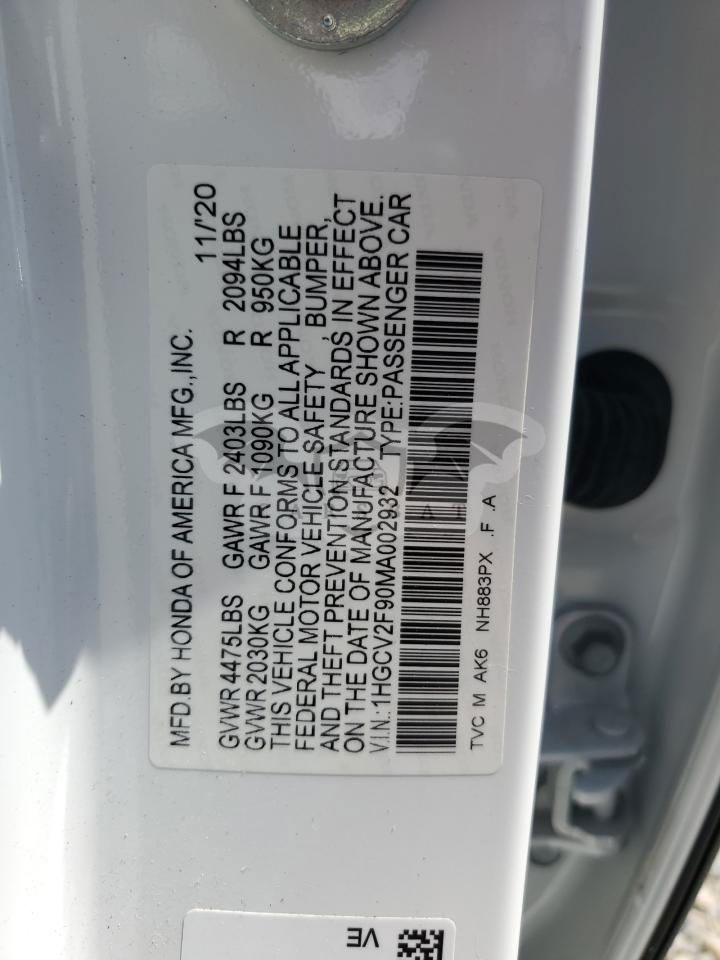 MFD. BY HONDA OF AMERICA MFG., INC. 11/'20
GVWR 4475LBS GAWR F 2403LBS R 2094LBS
GVWR 2030KG GAWR F 1090KG R 950KG
THIS VEHICLE CONFORMS TO ALL APPLICABLE
FEDERAL MOTOR VEHICLE SAFETY , BUMPER,
AND THEFT PREVENTION STANDARDS IN EFFECT
ON THE DATE OF MANUFACTURE SHOWN ABOVE.
V.I.N.:1HGCV2F90MA002932 TYPE:PASSENGER CAR
TVC M AK6 NH883PX .F .A
VE